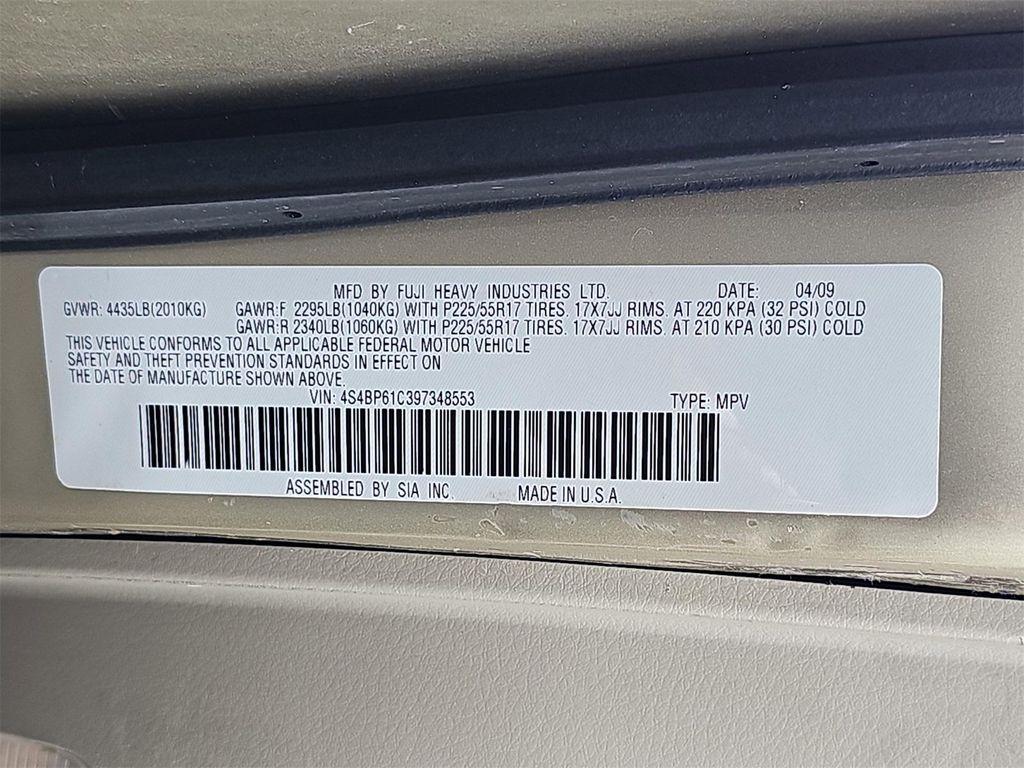 MFD BY FUJI HEAVY INDUSTRIES LTD. DATE: 04/09
GVWR: 4435LB(2010KG) GAWR:F 2295LB(1040KG) WITH P225/55R17 TIRES. 17X7JJ RIMS. AT 220 KPA (32 PSI) COLD
GAWR:R 2340LB(1060KG) WITH P225/55R17 TIRES. 17X7JJ RIMS. AT 210 KPA (30 PSI) COLD
THIS VEHICLE CONFORMS TO ALL APPLICABLE FEDERAL MOTOR VEHICLE
SAFETY AND THEFT PREVENTION STANDARDS IN EFFECT ON
THE DATE OF MANUFACTURE SHOWN ABOVE.
VIN: 4S4BP61C397348553 TYPE: MPV
ASSEMBLED BY SIA INC. MADE IN U.S.A.